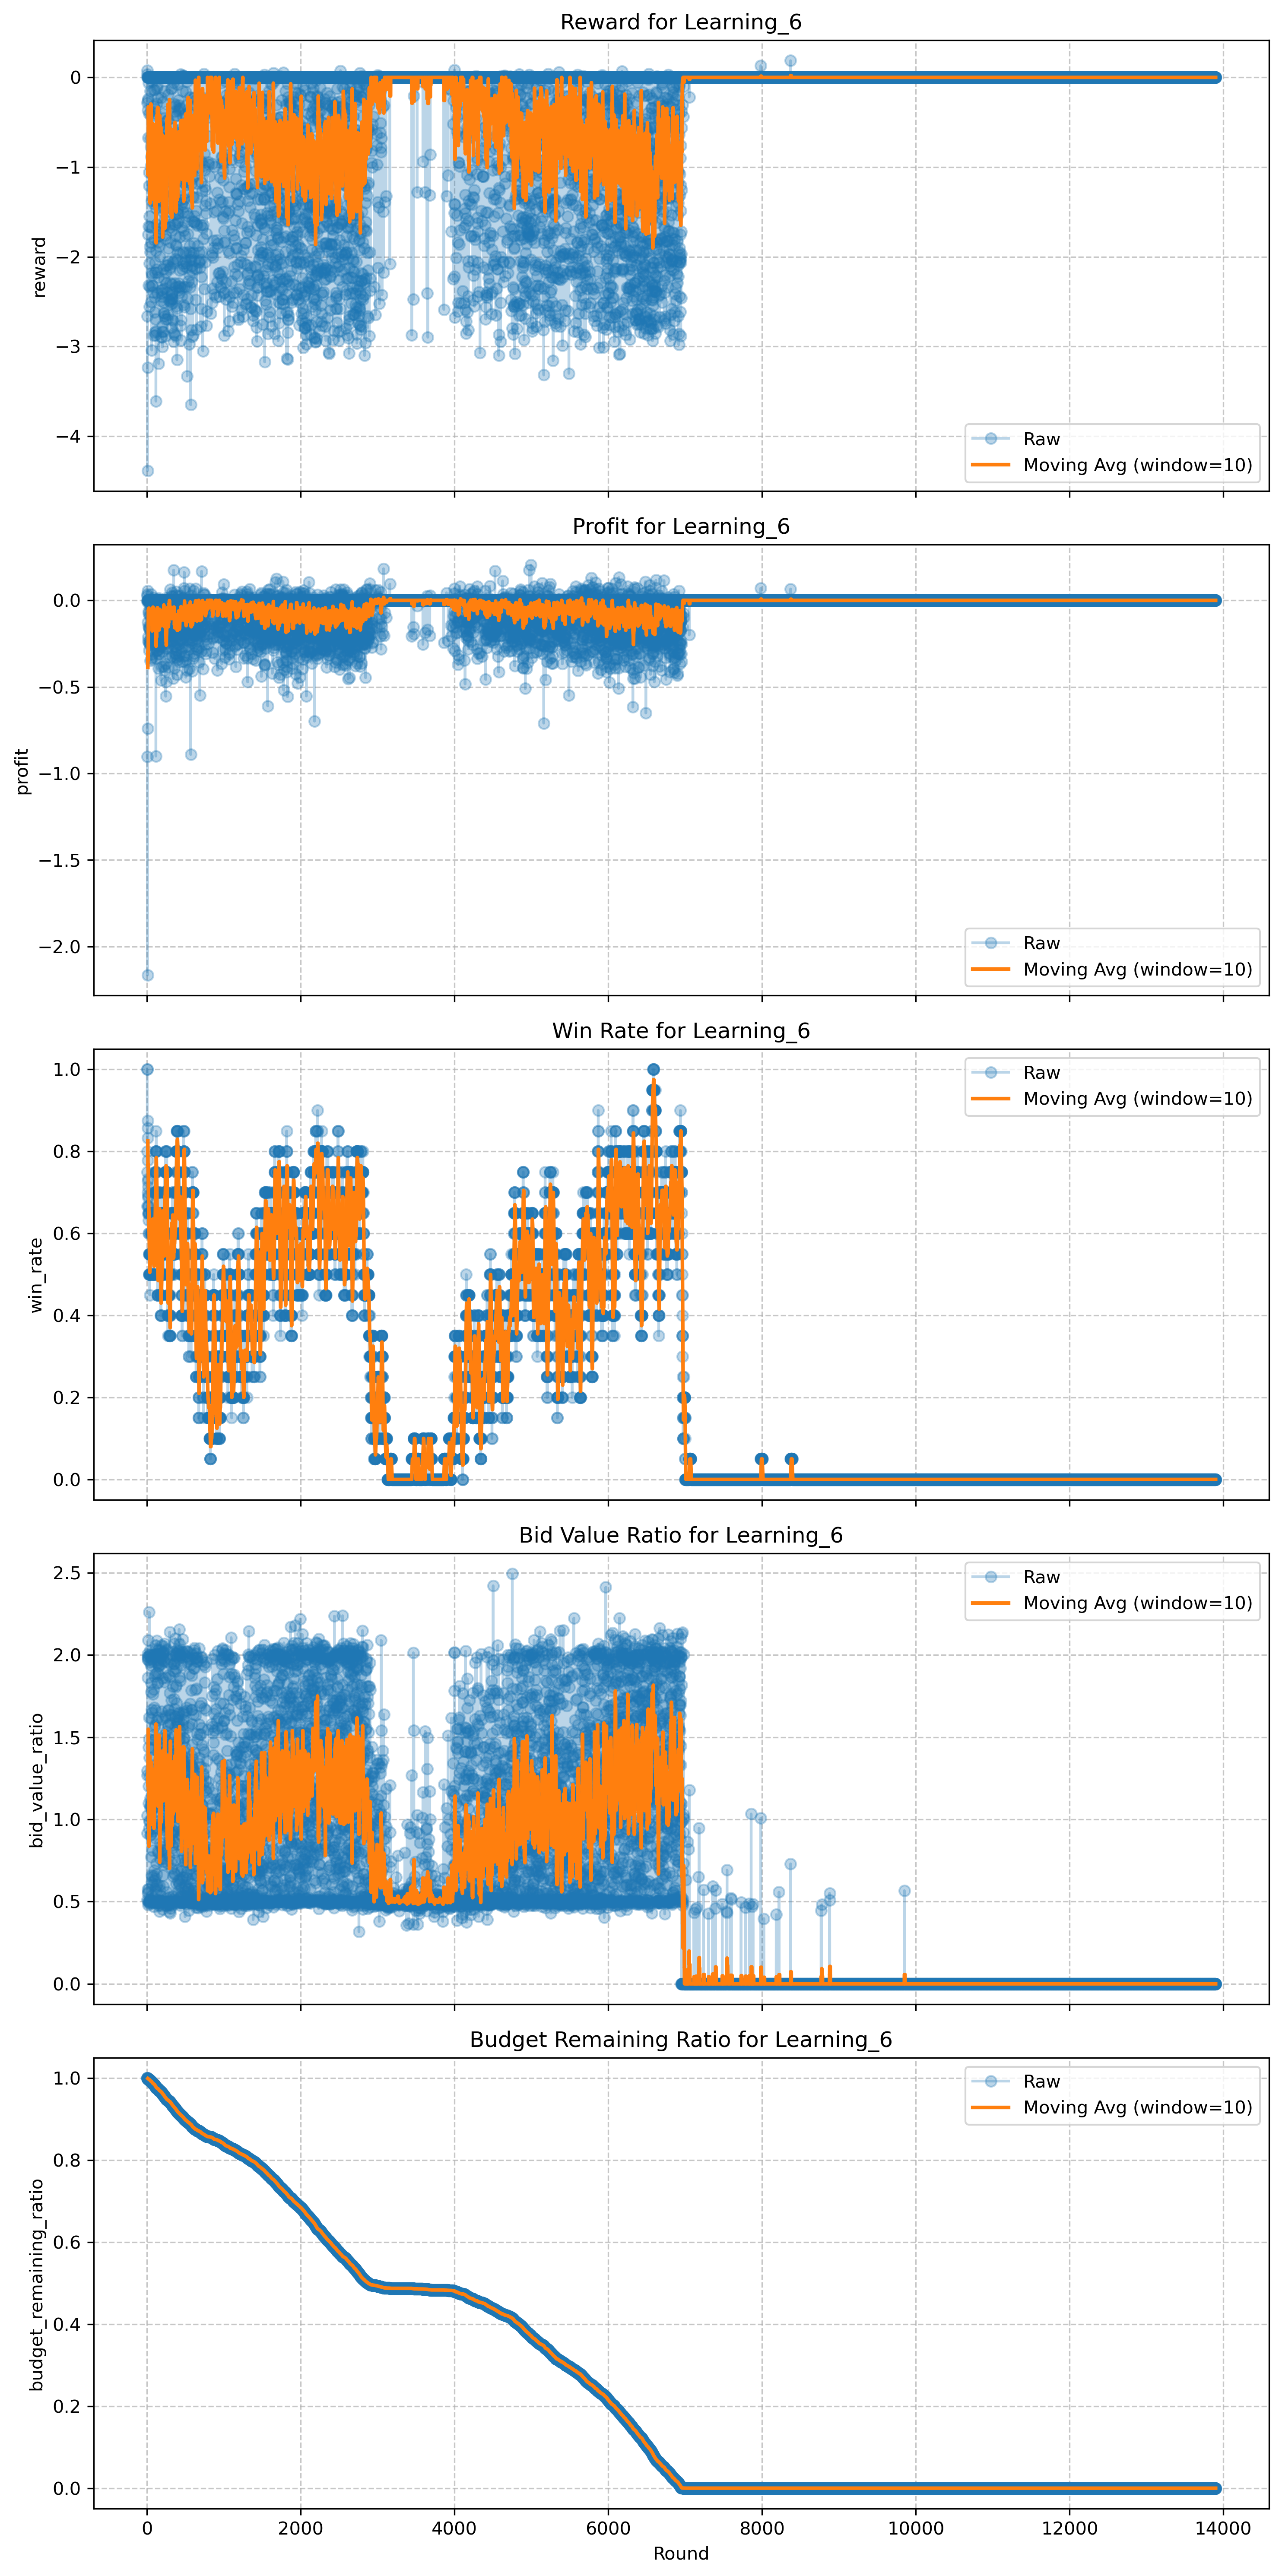 Reward for Learning_6
0
−1
−2
−3
−4
reward
Raw
Moving Avg (window=10)
Profit for Learning_6
0.0
−0.5
−1.0
−1.5
−2.0
profit
Raw
Moving Avg (window=10)
Win Rate for Learning_6
1.0
0.8
0.6
0.4
0.2
0.0
win_rate
Raw
Moving Avg (window=10)
Bid Value Ratio for Learning_6
2.5
2.0
1.5
1.0
0.5
0.0
bid_value_ratio
Raw
Moving Avg (window=10)
Budget Remaining Ratio for Learning_6
1.0
0.8
0.6
0.4
0.2
0.0
budget_remaining_ratio
Raw
Moving Avg (window=10)
0 2000 4000 6000 8000 10000 12000 14000
Round